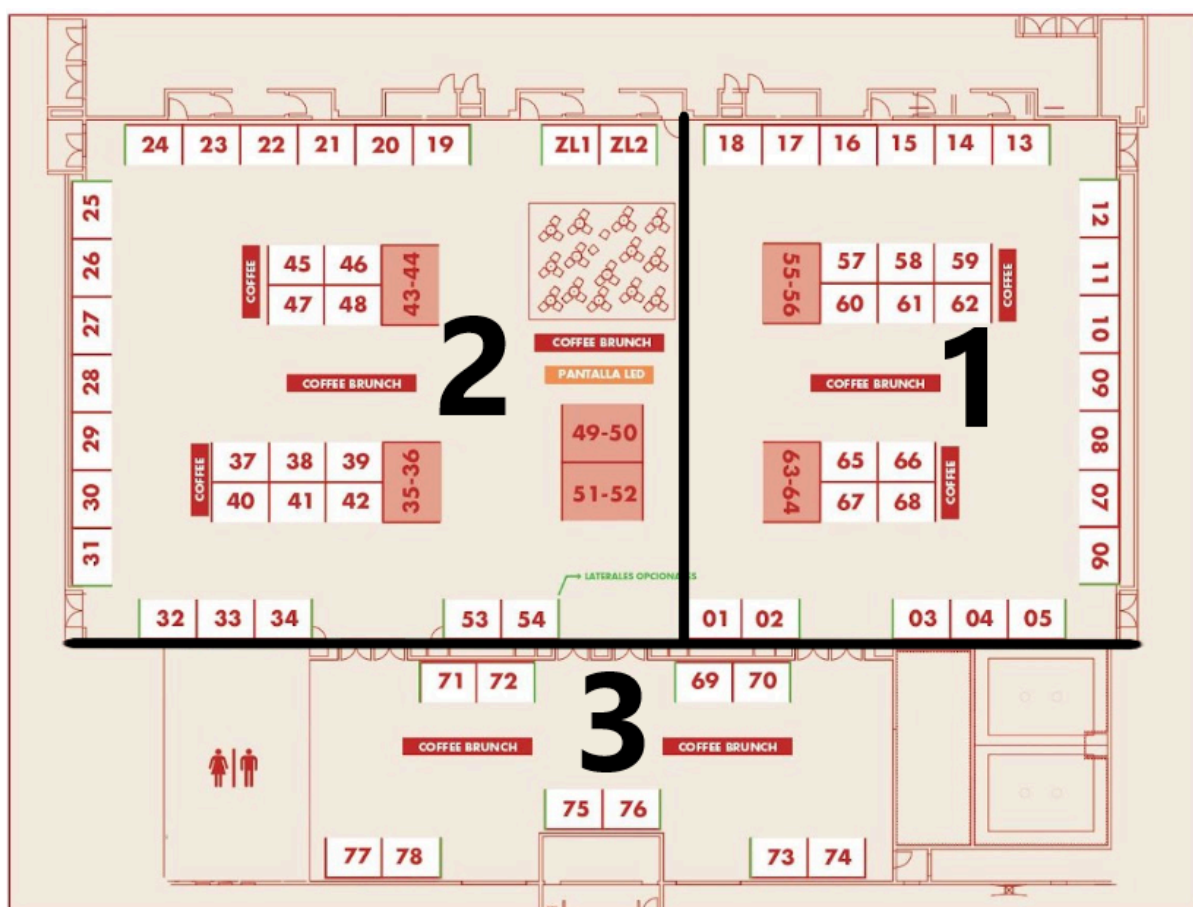 24 23 22 21 20 19 ZL1 ZL2 18 17 16 15 14 13
25
26
27
28
29
30
31
COFFEE
45 46
47 48
43-44
COFFEE BRUNCH
PANTALLA LED
2
COFFEE BRUNCH
49-50
51-52
COFFEE
37 38 39
40 41 42
35-36
LATERALES OPCIONALES
32 33 34
53 54
55-56
57 58 59
60 61 62
COFFEE
1
COFFEE BRUNCH
63-64
65 66
67 68
COFFEE
12
11
10
09
08
07
06
01 02
03 04 05
71 72
69 70
3
COFFEE BRUNCH
COFFEE BRUNCH
75 76
77 78
73 74